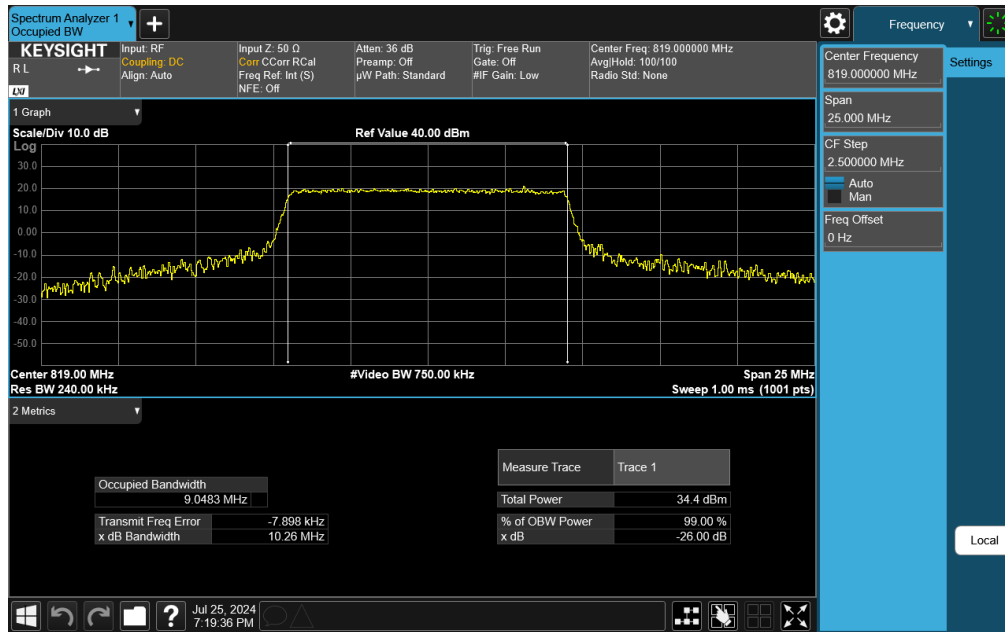 Spectrum Analyzer 1
Occupied BW
Frequency
KEYSIGHT
R L
LXI
Input: RF
Coupling: DC
Align: Auto
Input Z: 50 Ω
Corr CCorr RCal
Freq Ref: Int (S)
NFE: Off
Atten: 36 dB
Preamp: Off
µW Path: Standard
Trig: Free Run
Gate: Off
#IF Gain: Low
Center Freq: 819.000000 MHz
Avg|Hold: 100/100
Radio Std: None
Center Frequency
819.000000 MHz
Settings
Span
25.000 MHz
CF Step
2.500000 MHz
Auto
Man
Freq Offset
0 Hz
Local
1 Graph
Scale/Div 10.0 dB
Ref Value 40.00 dBm
Log
30.0
20.0
10.0
0.00
-10.0
-20.0
-30.0
-40.0
-50.0
Center 819.00 MHz
#Video BW 750.00 kHz
Span 25 MHz
Res BW 240.00 kHz
Sweep 1.00 ms (1001 pts)
2 Metrics
Occupied Bandwidth
9.0483 MHz
Transmit Freq Error -7.898 kHz
x dB Bandwidth 10.26 MHz
Measure Trace Trace 1
Total Power 34.4 dBm
% of OBW Power 99.00 %
x dB -26.00 dB
?
Jul 25, 2024
7:19:36 PM